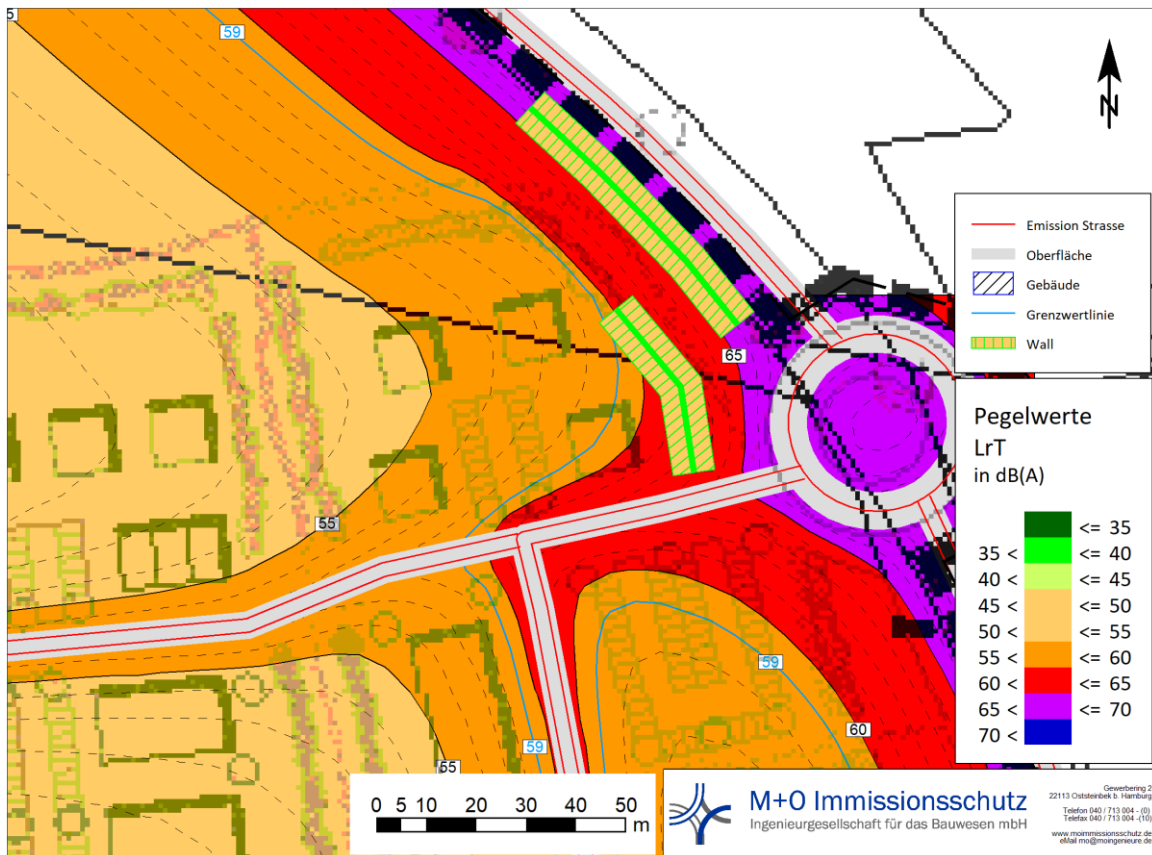 59
N
Emission Strasse
Oberfläche
Gebäude
Grenzwertlinie
Wall
65
Pegelwerte
LrT
in dB(A)
<= 35
35 < <= 40
40 < <= 45
45 < <= 50
50 < <= 55
55 < <= 60
60 < <= 65
65 < <= 70
70 <
55
59
60
59
55
0 5 10 20 30 40 50
m
M+O Immissionsschutz
Ingenieurgesellschaft für das Bauwesen mbH
Gewerbering 2
22113 Oststeinbek b. Hamburg
Telefon 040 / 713 004 - (0)
Telefax 040 / 713 004 -(10)
www.moimmissionsschutz.de
eMail mo@moingenieure.de